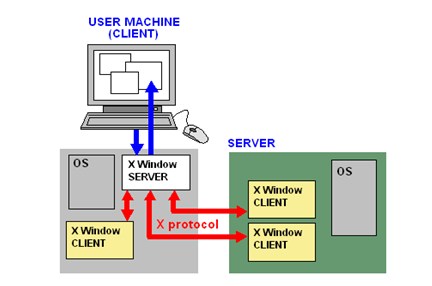 USER MACHINE
(CLIENT)
SERVER
OS
X Window
SERVER
X Window
CLIENT
X protocol
X Window
CLIENT
X Window
CLIENT
OS